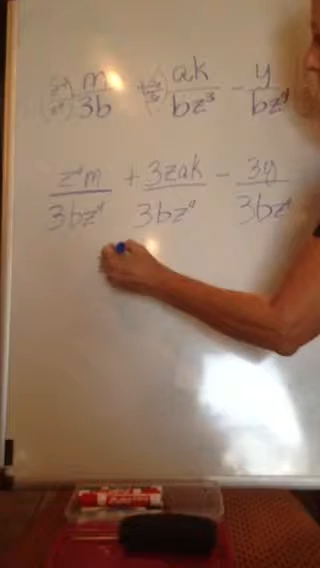 m/3b + ak/bz³ − y/bz⁴
z⁴m/3bz⁴ + 3zak/3bz⁴ − 3y/3bz⁴